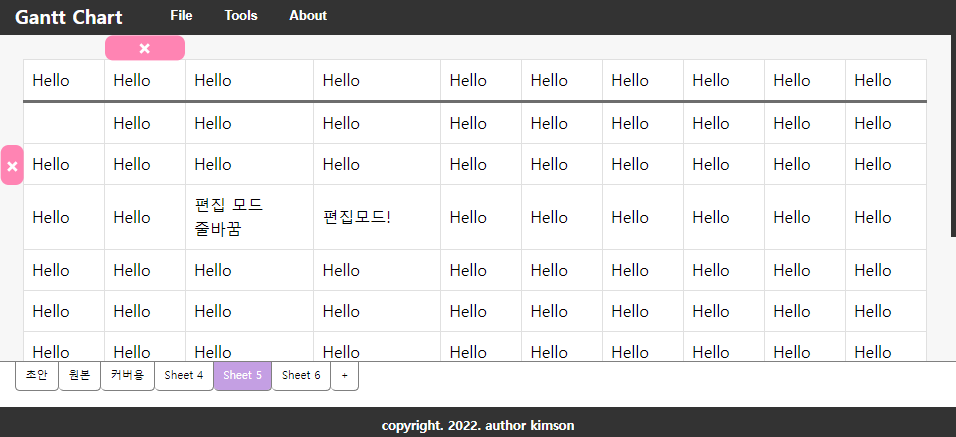 Gantt Chart File Tools About
Hello Hello Hello Hello Hello Hello Hello Hello Hello Hello
Hello Hello Hello Hello Hello Hello Hello Hello Hello
Hello Hello Hello Hello Hello Hello Hello Hello Hello Hello
Hello Hello 편집 모드 편집모드! Hello Hello Hello Hello Hello Hello
줄바꿈
Hello Hello Hello Hello Hello Hello Hello Hello Hello Hello
Hello Hello Hello Hello Hello Hello Hello Hello Hello Hello
Hello Hello Hello Hello Hello Hello Hello Hello Hello Hello
초안 원본 커버용 Sheet 4 Sheet 5 Sheet 6 +
copyright. 2022. author kimson